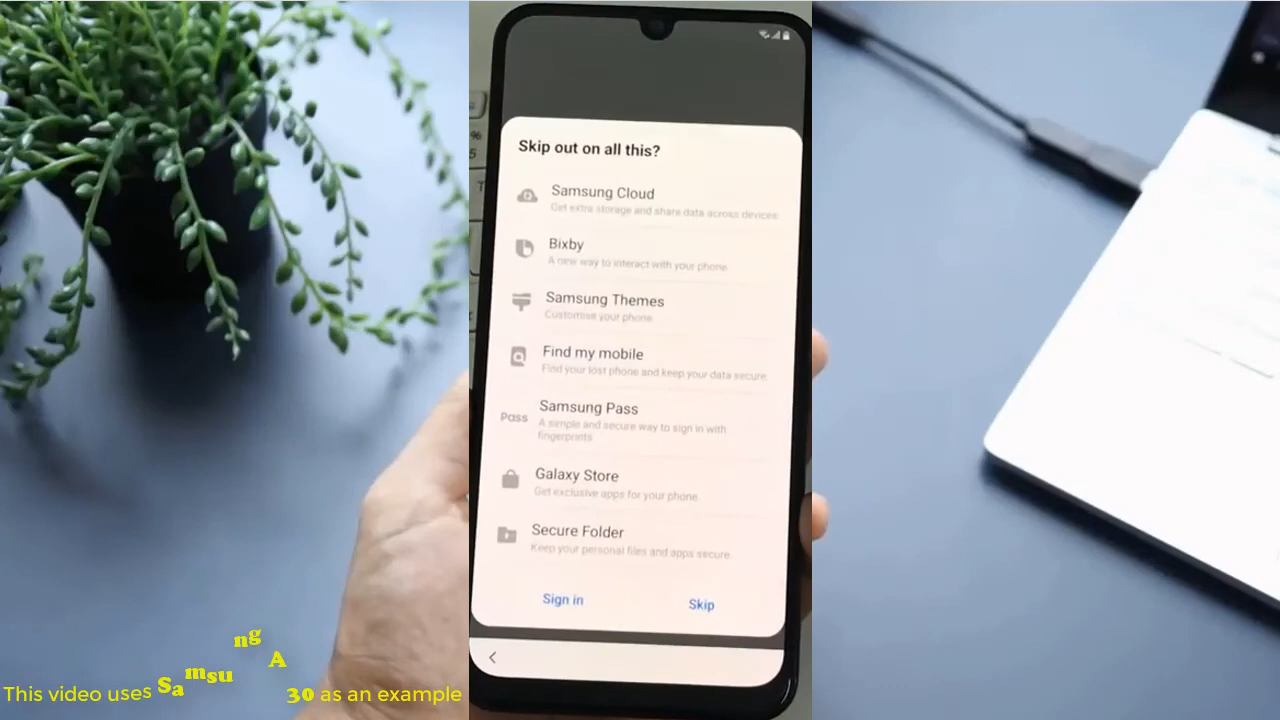 Skip out on all this?
Samsung Cloud
Get extra storage and share data across devices.
Bixby
A new way to interact with your phone.
Samsung Themes
Customise your phone.
Find my mobile
Find your lost phone and keep your data secure.
Pass
Samsung Pass
A simple and secure way to sign in with
fingerprints.
Galaxy Store
Get exclusive apps for your phone.
Secure Folder
Keep your personal files and apps secure.
Sign in
Skip
This video uses Samsung A 30 as an example